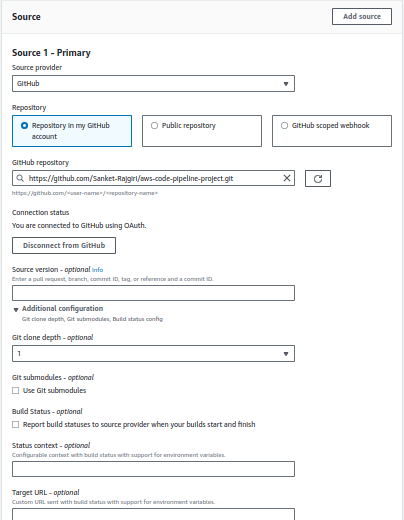 Source
Add source
Source 1 - Primary
Source provider
GitHub
Repository
Repository in my GitHub account
Public repository
GitHub scoped webhook
GitHub repository
https://github.com/Sanket-Rajgiri/aws-code-pipeline-project.git
https://github.com/<user-name>/<repository-name>
Connection status
You are connected to GitHub using OAuth.
Disconnect from GitHub
Source version - optional Info
Enter a pull request, branch, commit ID, tag, or reference and a commit ID.
Additional configuration
Git clone depth, Git submodules, Build status config
Git clone depth - optional
1
Git submodules - optional
Use Git submodules
Build Status - optional
Report build statuses to source provider when your builds start and finish
Status context - optional
Configurable context with build status with support for environment variables.
Target URL - optional
Custom URL sent with build status with support for environment variables.